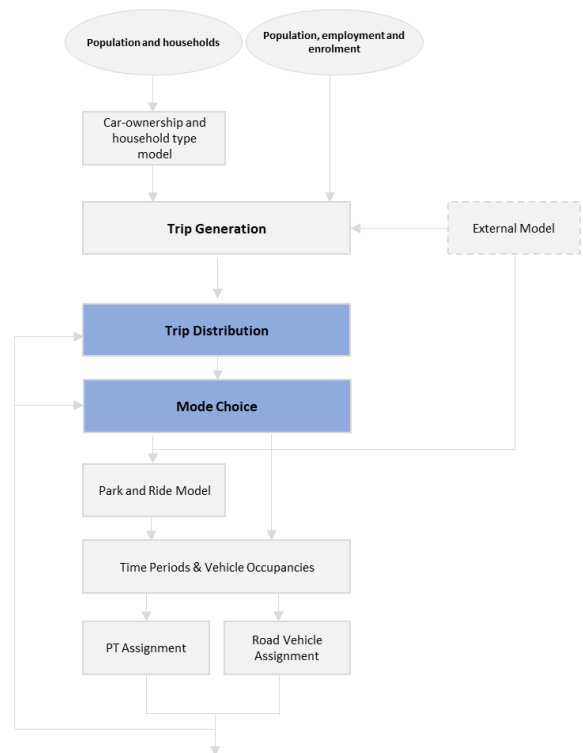 Population and households
Population, employment and
enrolment
Car-ownership and
household type
model
Trip Generation
External Model
Trip Distribution
Mode Choice
Park and Ride Model
Time Periods & Vehicle Occupancies
PT Assignment
Road Vehicle
Assignment